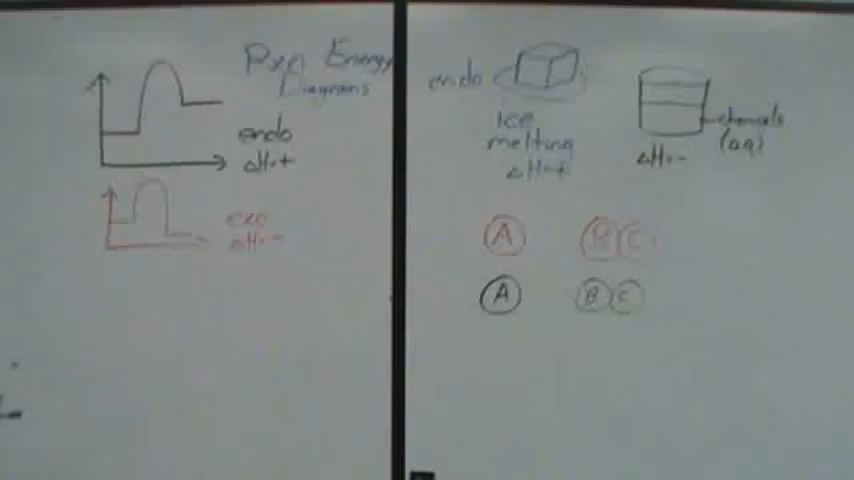 Rxn Energy
Diagrams
endo
ΔH=+
exo
ΔH=-
endo
Ice
melting
ΔH=+
chemicals
(aq)
ΔH=-
A
B C
A
B C